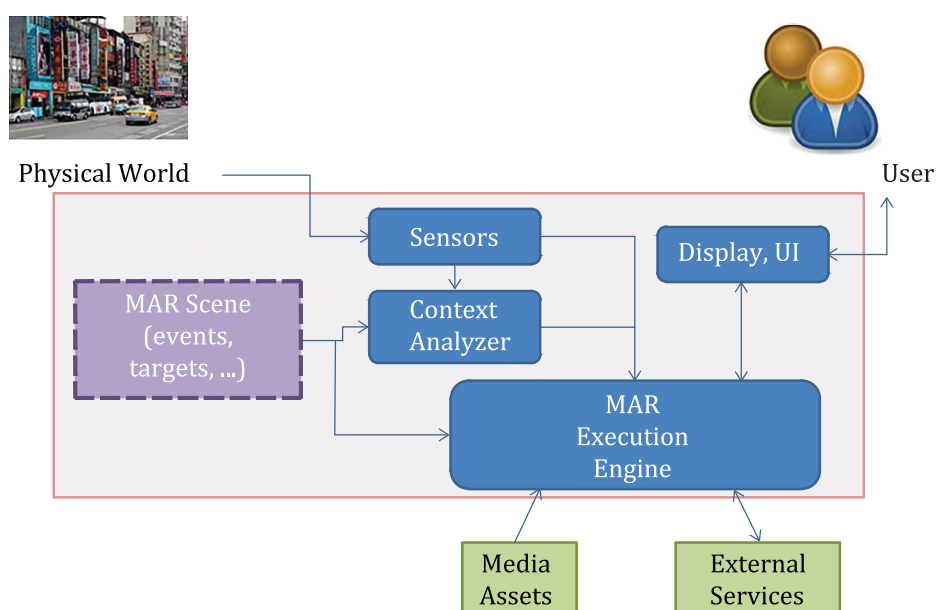 Physical World
User
Sensors
Display, UI
MAR Scene
(events,
targets, ...)
Context
Analyzer
MAR
Execution
Engine
Media
Assets
External
Services